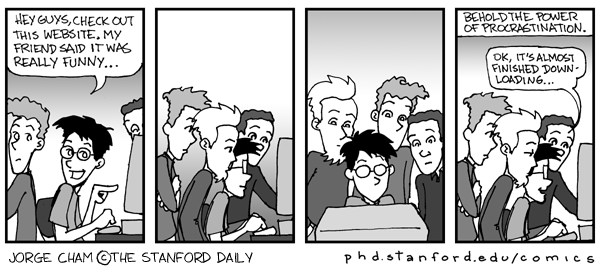 HEY GUYS, CHECK OUT
THIS WEBSITE. MY
FRIEND SAID IT WAS
REALLY FUNNY...
BEHOLD THE POWER
OF PROCRASTINATION.
OK, IT'S ALMOST
FINISHED DOWN-
LOADING...
JORGE CHAM ©THE STANFORD DAILY
phd.stanford.edu/comics